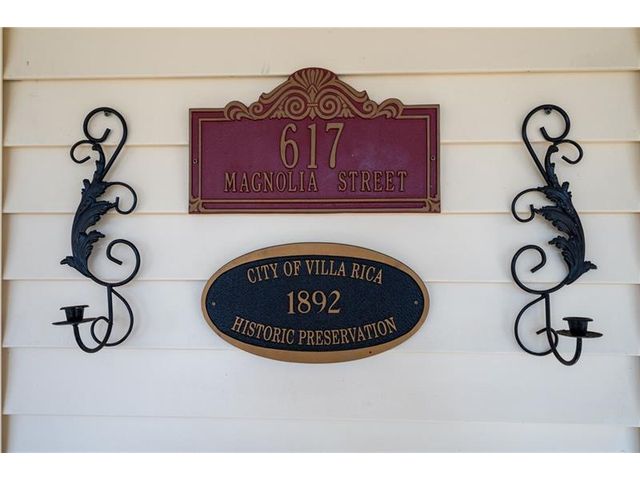 617
MAGNOLIA STREET
CITY OF VILLA RICA
1892
HISTORIC PRESERVATION